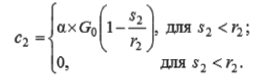 c₂ = { α × G₀ (1 − s₂/r₂), для s₂ < r₂;
0, для s₂ < r₂.